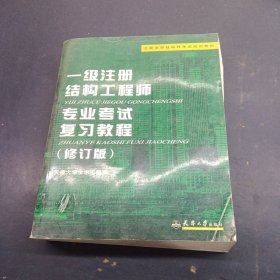 一级注册
结构工程师
YIJI ZHUCE JIEGOU GONGCHENGSHI
专业考试
ZHUANYE KAOSHI FUXI JIAOCHENG
复习教程
(修订版)
天津大学出版社